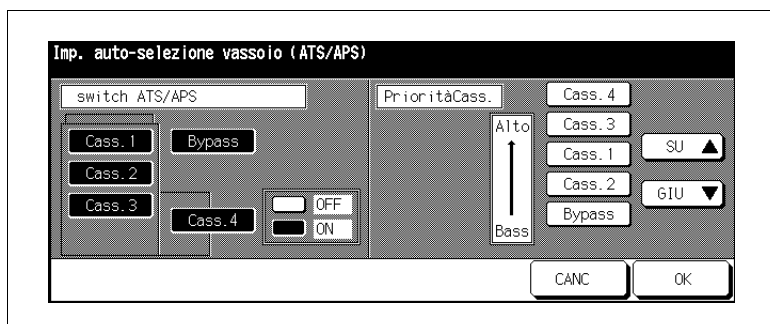 Imp. auto-selezione vassoio (ATS/APS)
switch ATS/APS
Cass.1
Bypass
Cass.2
Cass.3
Cass.4
OFF
ON
PrioritàCass.
Alto
Bass
Cass.4
Cass.3
Cass.1
Cass.2
Bypass
SU
GIU
CANC
OK